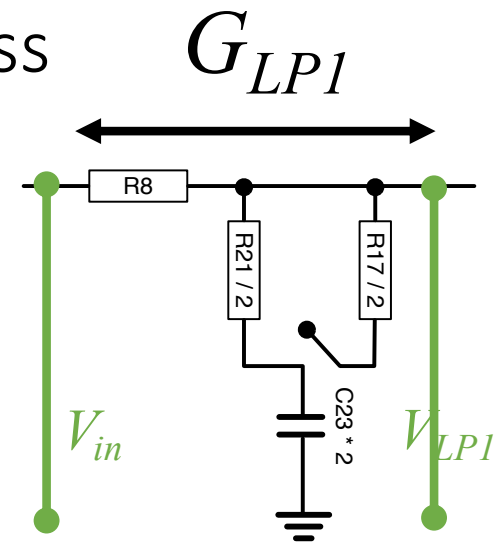 ss
G_LP1
R8
R21 / 2
R17 / 2
C23 * 2
V_in
V_LP1